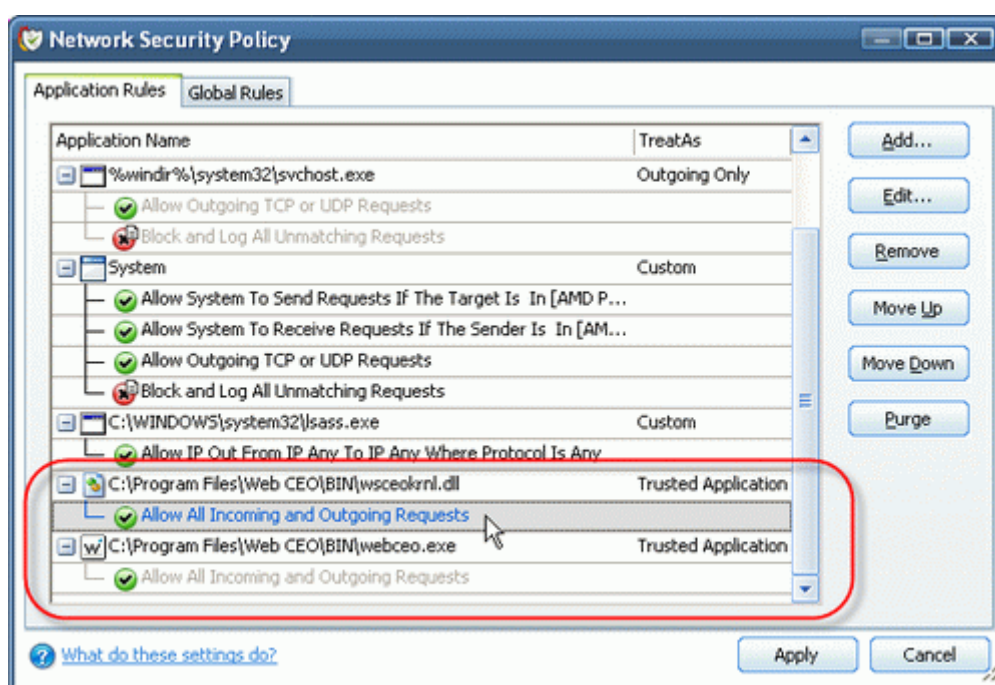 Network Security Policy
Application Rules
Global Rules
Application Name TreatAs
%windir%\system32\svchost.exe Outgoing Only
Allow Outgoing TCP or UDP Requests
Block and Log All Unmatching Requests
System Custom
Allow System To Send Requests If The Target Is In [AMD P...
Allow System To Receive Requests If The Sender Is In [AM...
Allow Outgoing TCP or UDP Requests
Block and Log All Unmatching Requests
C:\WINDOWS\system32\lsass.exe Custom
Allow IP Out From IP Any To IP Any Where Protocol Is Any
C:\Program Files\Web CEO\BIN\wsceokrnl.dll Trusted Application
Allow All Incoming and Outgoing Requests
C:\Program Files\Web CEO\BIN\webceo.exe Trusted Application
Allow All Incoming and Outgoing Requests
Add...
Edit...
Remove
Move Up
Move Down
Purge
What do these settings do?
Apply
Cancel